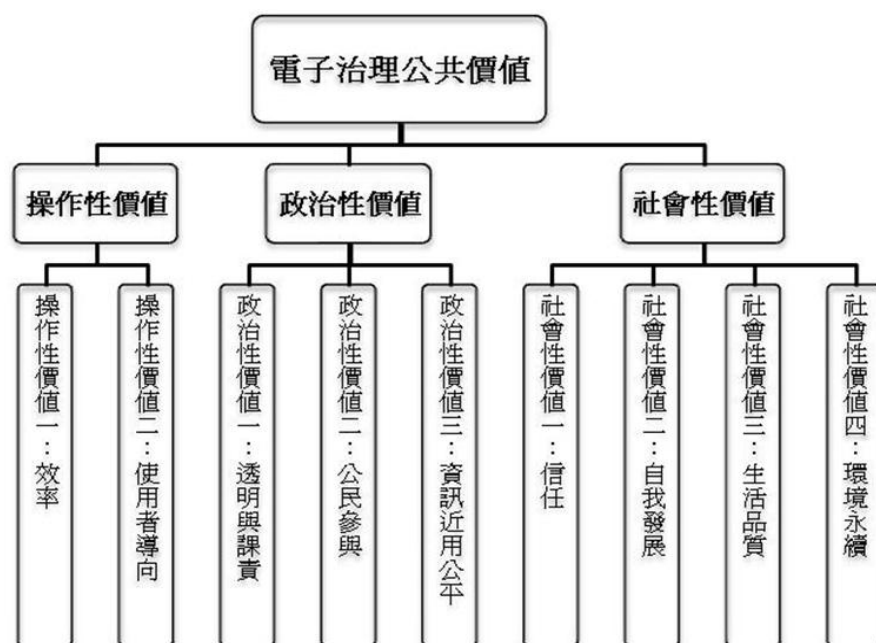 電子治理公共價值
操作性價值
政治性價值
社會性價值
操作性價值一：效率
操作性價值二：使用者導向
政治性價值一：透明與課責
政治性價值二：公民參與
政治性價值三：資訊近用公平
社會性價值一：信任
社會性價值二：自我發展
社會性價值三：生活品質
社會性價值四：環境永續